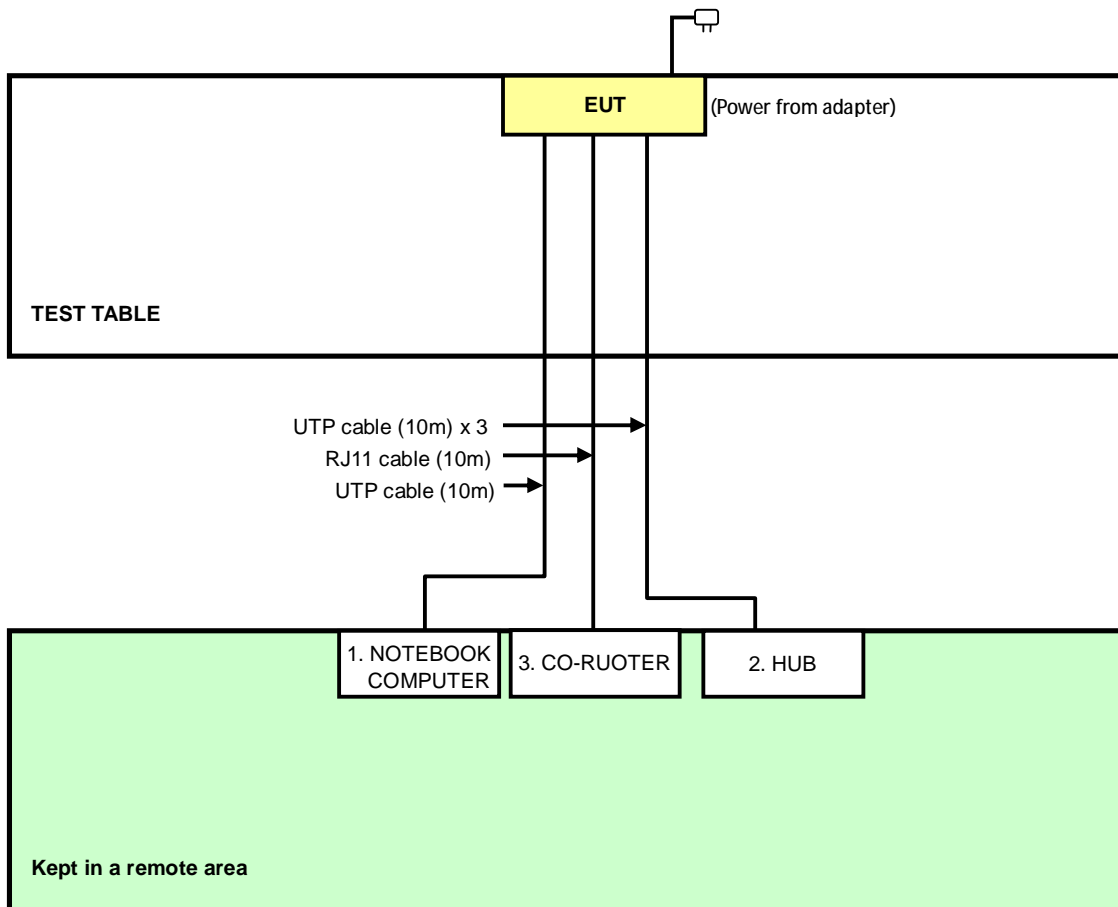 EUT
(Power from adapter)
TEST TABLE
UTP cable (10m) x 3
RJ11 cable (10m)
UTP cable (10m)
1. NOTEBOOK
COMPUTER
3. CO-RUOTER
2. HUB
Kept in a remote area